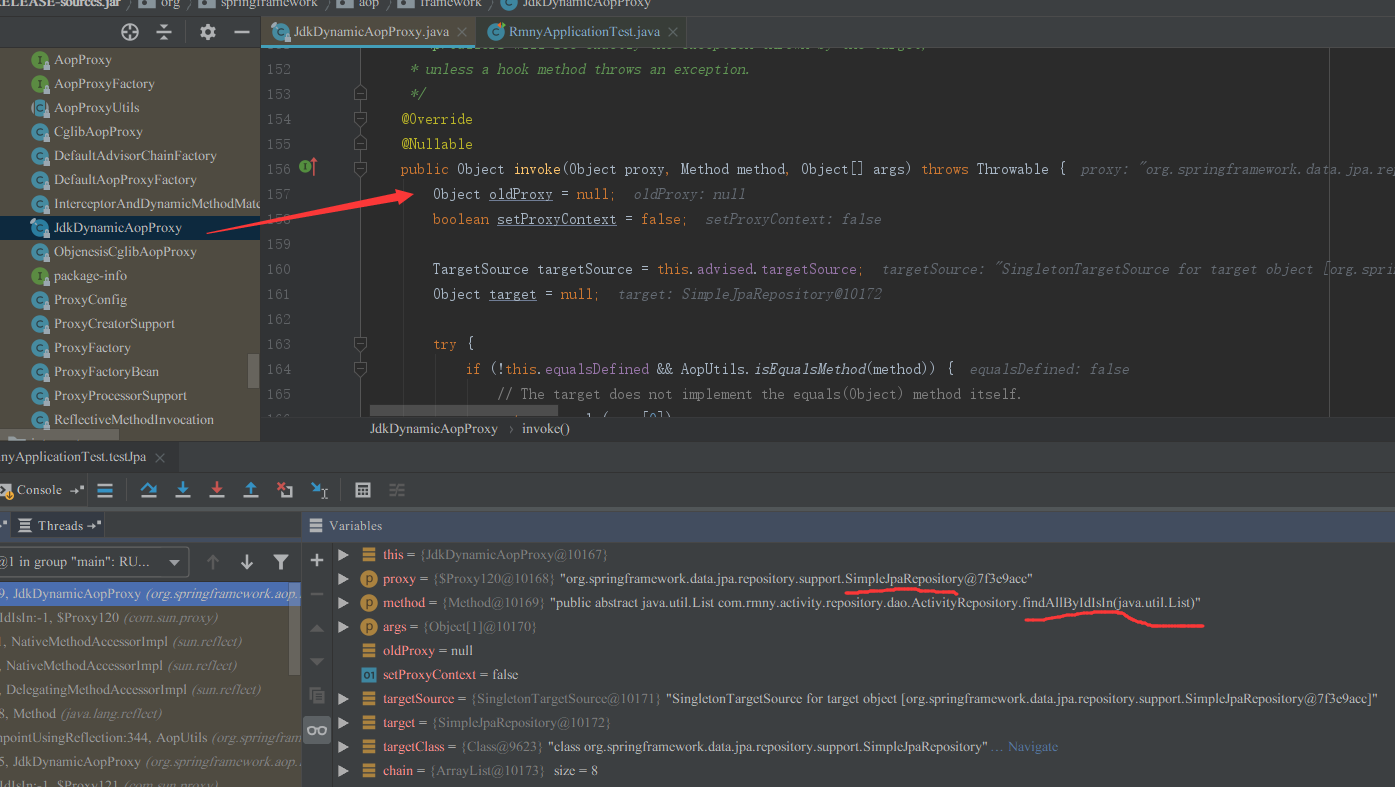 ELEASE-sources.jar org springframework aop framework JdkDynamicAopProxy
JdkDynamicAopProxy.java RmnyApplicationTest.java
AopProxy
AopProxyFactory
AopProxyUtils
CglibAopProxy
DefaultAdvisorChainFactory
DefaultAopProxyFactory
InterceptorAndDynamicMethodMatc
JdkDynamicAopProxy
ObjenesisCglibAopProxy
package-info
ProxyConfig
ProxyCreatorSupport
ProxyFactory
ProxyFactoryBean
ProxyProcessorSupport
ReflectiveMethodInvocation
152 * unless a hook method throws an exception.
153 */
154 @Override
155 @Nullable
156 public Object invoke(Object proxy, Method method, Object[] args) throws Throwable { proxy: "org.springframework.data.jpa.rep
157 Object oldProxy = null; oldProxy: null
158 boolean setProxyContext = false; setProxyContext: false
159
160 TargetSource targetSource = this.advised.targetSource; targetSource: "SingletonTargetSource for target object [org.sprin
161 Object target = null; target: SimpleJpaRepository@10172
162
163 try {
164 if (!this.equalsDefined && AopUtils.isEqualsMethod(method)) { equalsDefined: false
165 // The target does not implement the equals(Object) method itself.
JdkDynamicAopProxy › invoke()
nyApplicationTest.testJpa
Console
Threads
Variables
@1 in group "main": RU...
9, JdkDynamicAopProxy (org.springframework.aop.
IdIsIn:-1, $Proxy120 (com.sun.proxy)
1, NativeMethodAccessorImpl (sun.reflect)
, NativeMethodAccessorImpl (sun.reflect)
, DelegatingMethodAccessorImpl (sun.reflect)
8, Method (java.lang.reflect)
npointUsingReflection:344, AopUtils (org.springfram
5, JdkDynamicAopProxy (org.springframework.aop.
IdIsIn:-1, $Proxy121 (com.sun.proxy)
this = {JdkDynamicAopProxy@10167}
proxy = {$Proxy120@10168} "org.springframework.data.jpa.repository.support.SimpleJpaRepository@7f3e9acc"
method = {Method@10169} "public abstract java.util.List com.rmny.activity.repository.dao.ActivityRepository.findAllByIdIsIn(java.util.List)"
args = {Object[1]@10170}
oldProxy = null
01 setProxyContext = false
targetSource = {SingletonTargetSource@10171} "SingletonTargetSource for target object [org.springframework.data.jpa.repository.support.SimpleJpaRepository@7f3e9acc]"
target = {SimpleJpaRepository@10172}
targetClass = {Class@9623} "class org.springframework.data.jpa.repository.support.SimpleJpaRepository" ... Navigate
chain = {ArrayList@10173} size = 8